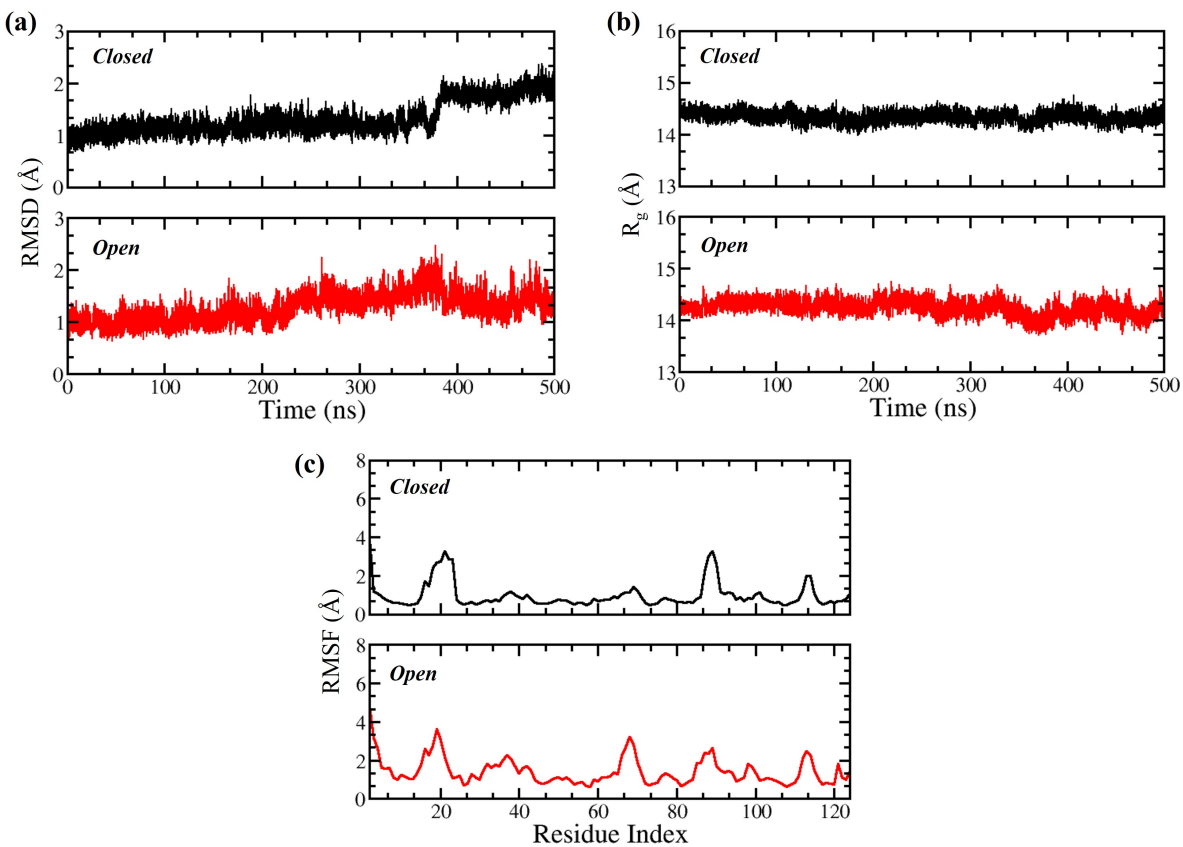 (a)
3
Closed
2
1
0
RMSD (Å)
3
Open
2
1
0
0 100 200 300 400 500
Time (ns)
(b)
16
Closed
15
14
13
Rg (Å)
16
Open
15
14
13
0 100 200 300 400 500
Time (ns)
(c)
8
Closed
6
4
2
0
RMSF (Å)
8
Open
6
4
2
0
20 40 60 80 100 120
Residue Index